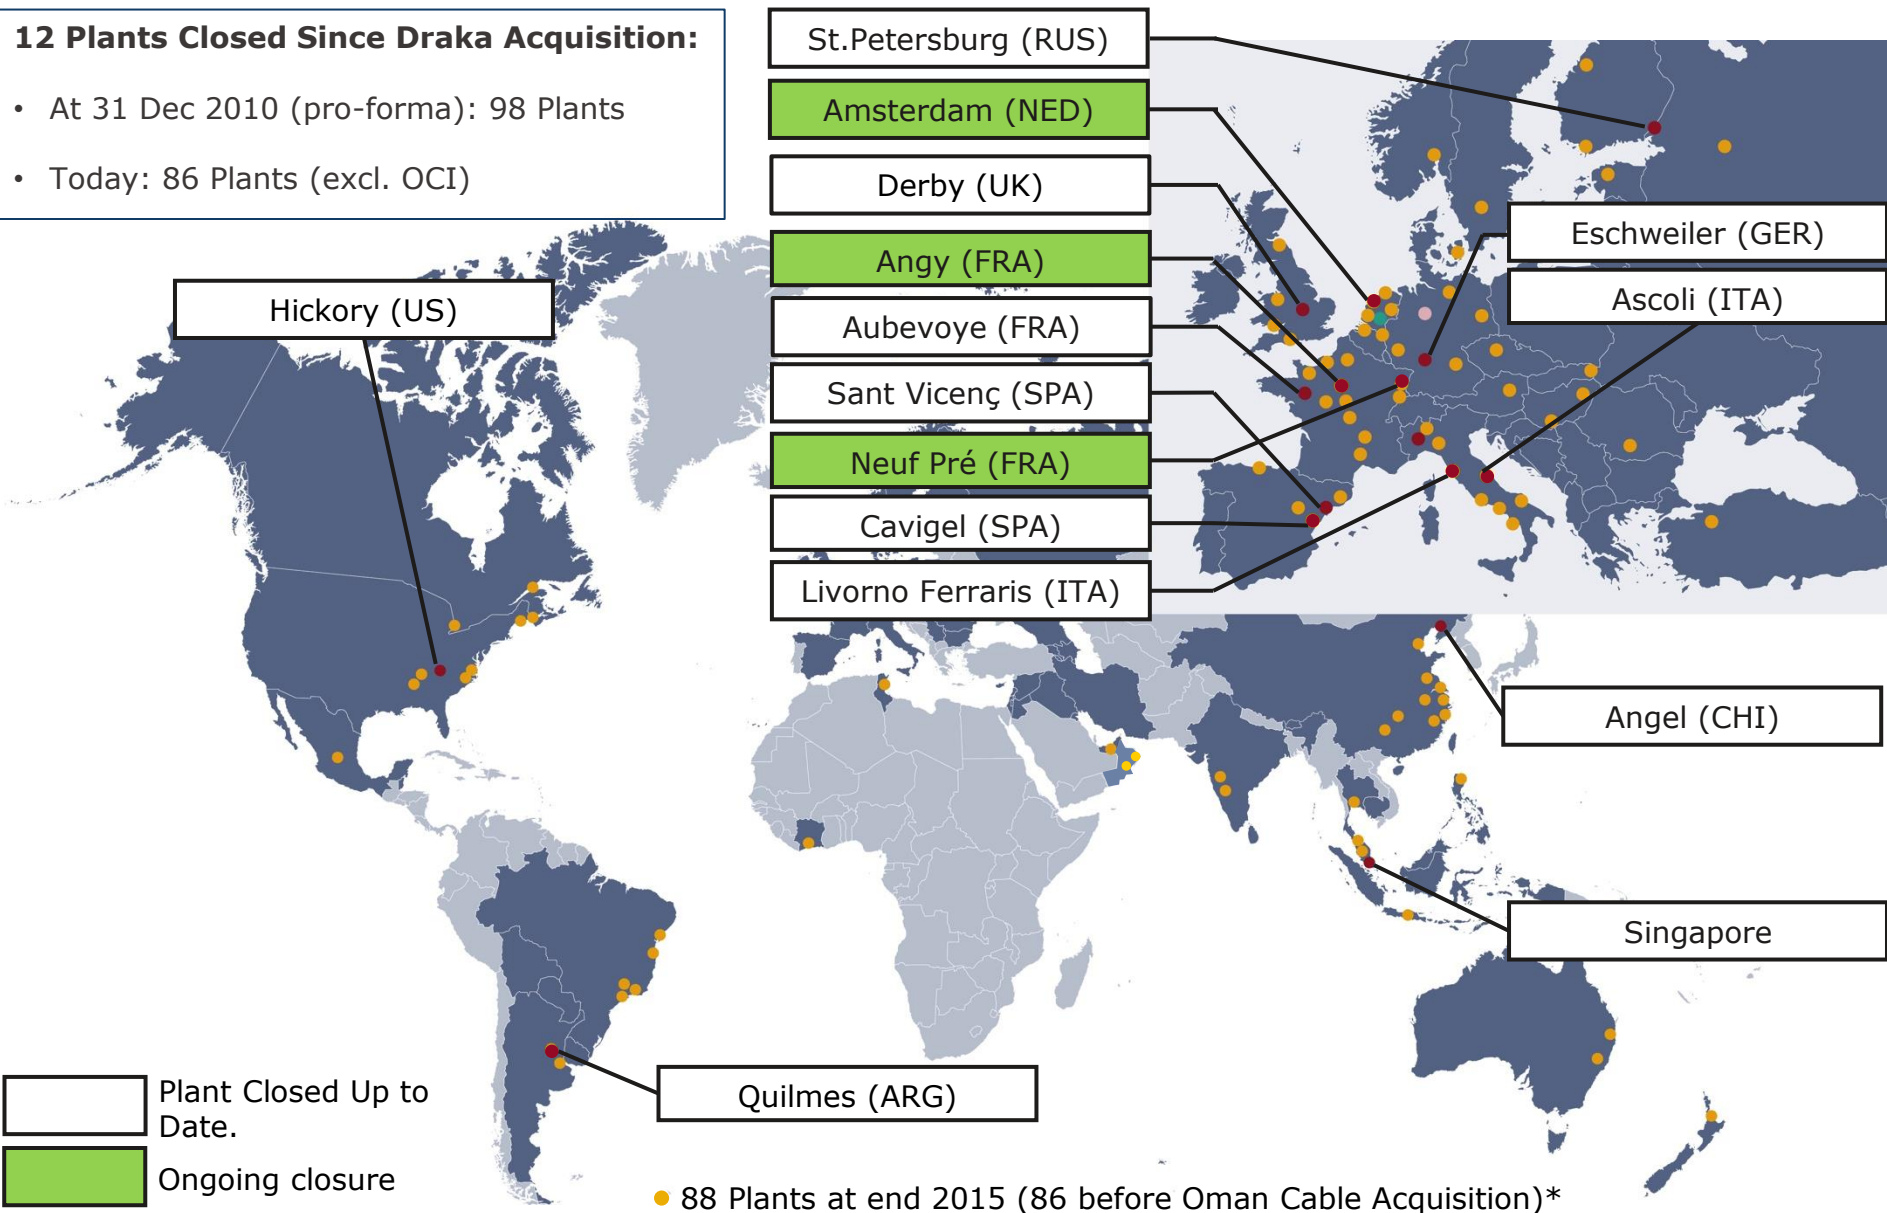 12 Plants Closed Since Draka Acquisition:
• At 31 Dec 2010 (pro-forma): 98 Plants
• Today: 86 Plants (excl. OCI)
St.Petersburg (RUS)
Amsterdam (NED)
Derby (UK)
Angy (FRA)
Aubevoye (FRA)
Sant Vicenç (SPA)
Neuf Pré (FRA)
Cavigel (SPA)
Livorno Ferraris (ITA)
Eschweiler (GER)
Ascoli (ITA)
Hickory (US)
Angel (CHI)
Singapore
Quilmes (ARG)
Plant Closed Up to
Date.
Ongoing closure
88 Plants at end 2015 (86 before Oman Cable Acquisition)*